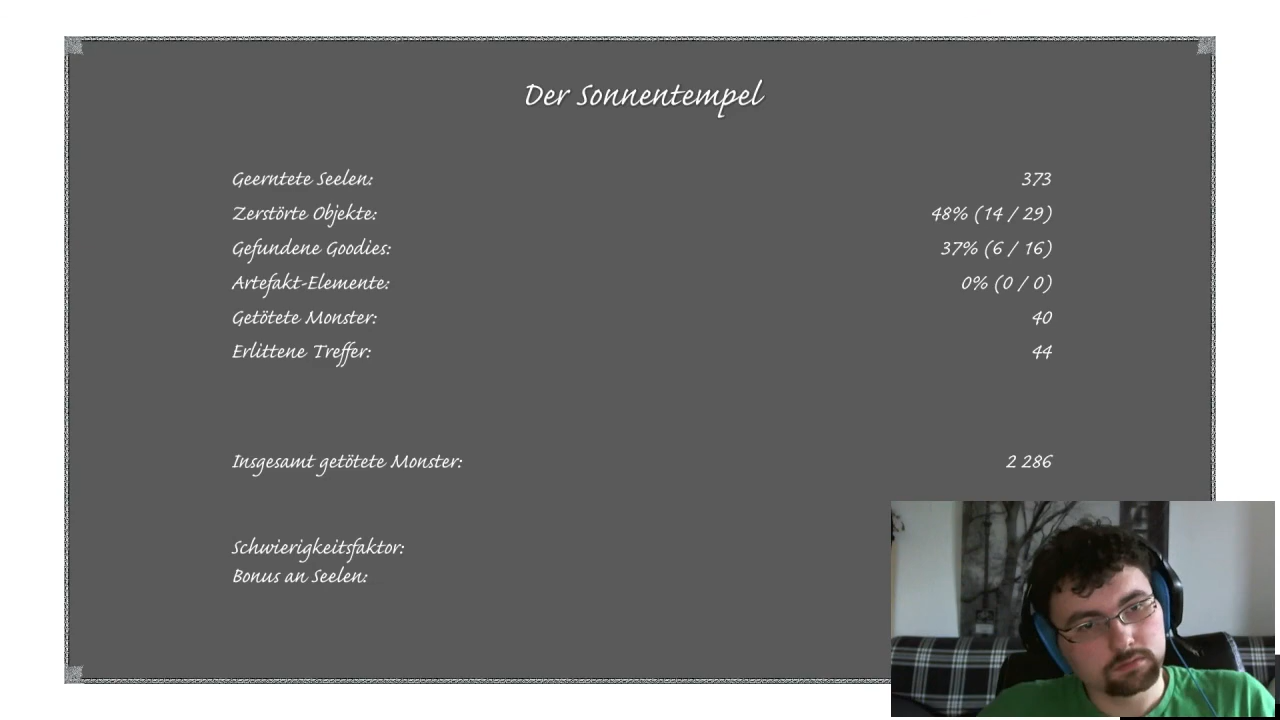 Der Sonnentempel
Geerntete Seelen: 373
Zerstörte Objekte: 48% (14 / 29)
Gefundene Goodies: 37% (6 / 16)
Artefakt-Elemente: 0% (0 / 0)
Getötete Monster: 40
Erlittene Treffer: 44
Insgesamt getötete Monster: 2 286
Schwierigkeitsfaktor:
Bonus an Seelen: